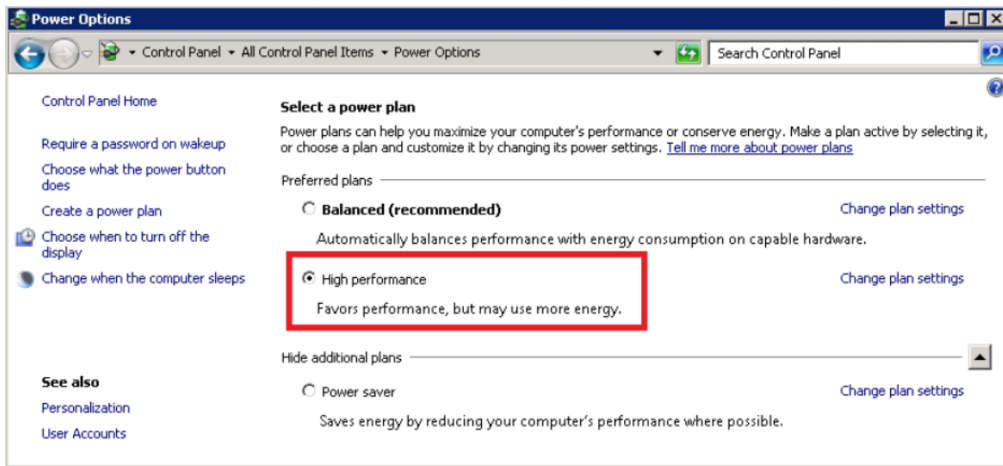 Power Options
Control Panel All Control Panel Items Power Options
Search Control Panel
Control Panel Home
Require a password on wakeup
Choose what the power button
does
Create a power plan
Choose when to turn off the
display
Change when the computer sleeps
See also
Personalization
User Accounts
Select a power plan
Power plans can help you maximize your computer's performance or conserve energy. Make a plan active by selecting it,
or choose a plan and customize it by changing its power settings. Tell me more about power plans
Preferred plans
Balanced (recommended) Change plan settings
Automatically balances performance with energy consumption on capable hardware.
High performance Change plan settings
Favors performance, but may use more energy.
Hide additional plans
Power saver Change plan settings
Saves energy by reducing your computer's performance where possible.